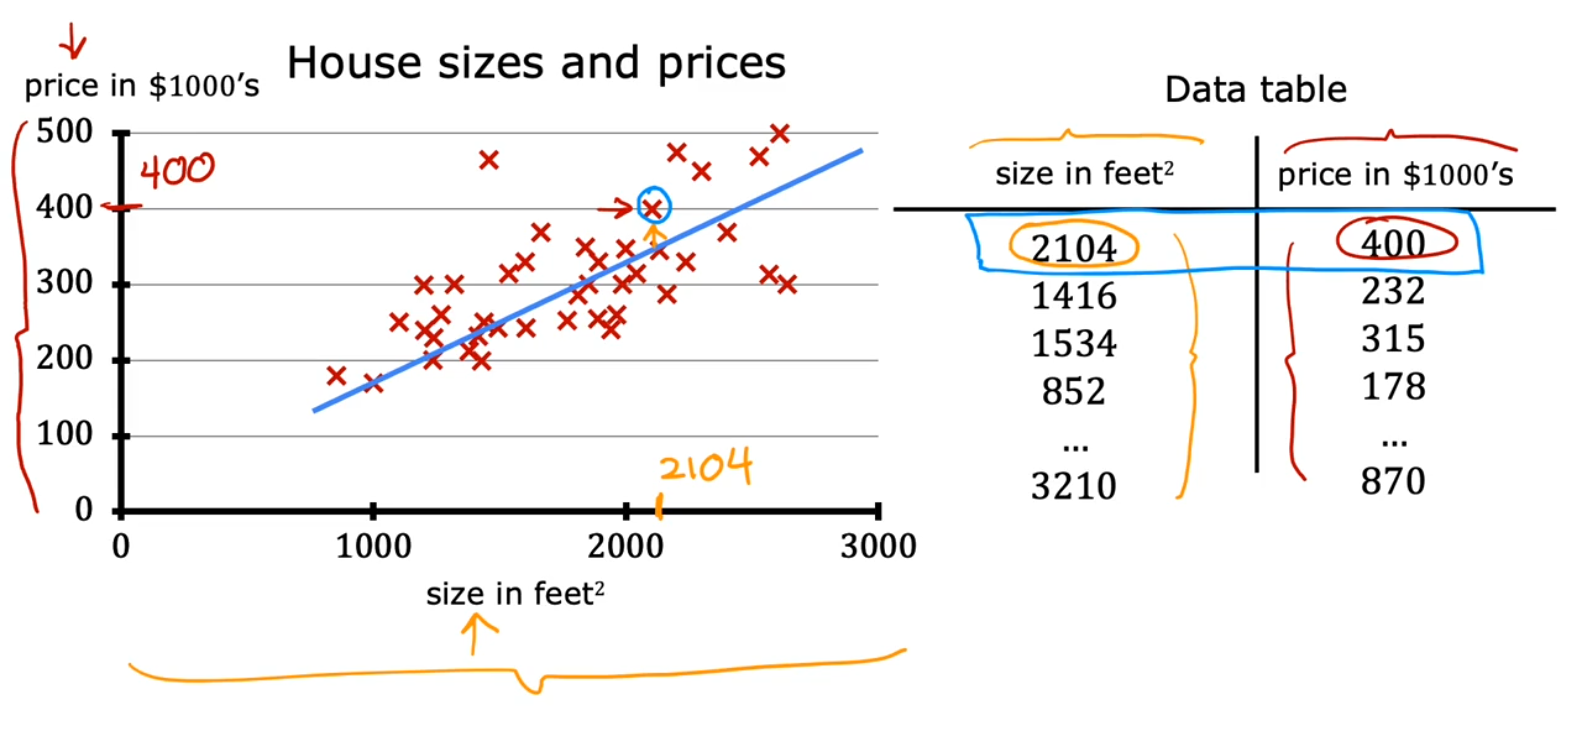 House sizes and prices
price in $1000's
500
400
400
300
200
100
0
2104
0 1000 2000 3000
size in feet²
Data table
size in feet² price in $1000's
2104 400
1416 232
1534 315
852 178
... ...
3210 870